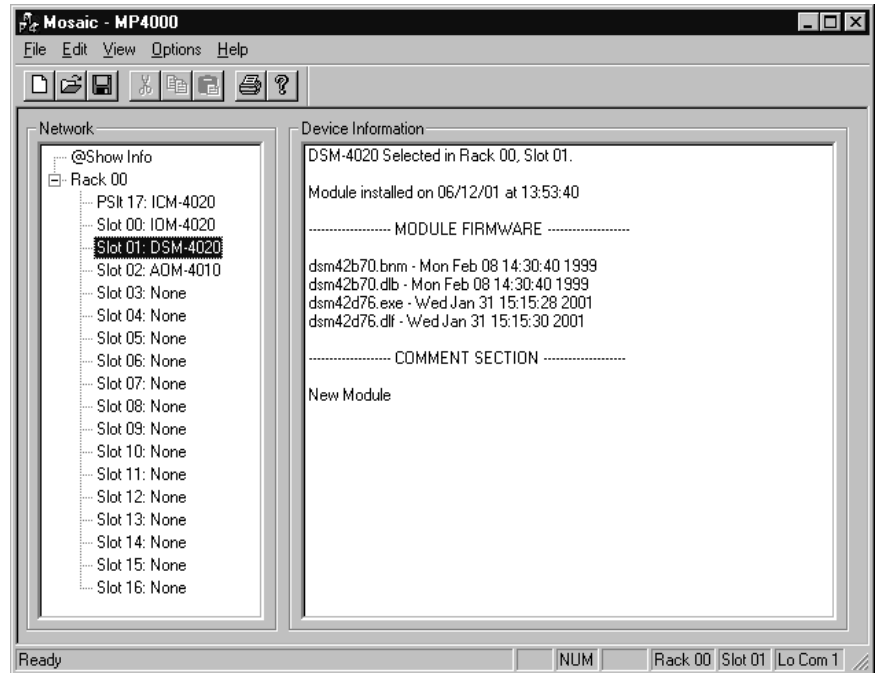 Mosaic - MP4000
File Edit View Options Help
Network
@Show Info
Rack 00
PSlt 17: ICM-4020
Slot 00: IOM-4020
Slot 01: DSM-4020
Slot 02: AOM-4010
Slot 03: None
Slot 04: None
Slot 05: None
Slot 06: None
Slot 07: None
Slot 08: None
Slot 09: None
Slot 10: None
Slot 11: None
Slot 12: None
Slot 13: None
Slot 14: None
Slot 15: None
Slot 16: None
Device Information
DSM-4020 Selected in Rack 00, Slot 01.
Module installed on 06/12/01 at 13:53:40
------------------- MODULE FIRMWARE -------------------
dsm42b70.bnm - Mon Feb 08 14:30:40 1999
dsm42b70.dlb - Mon Feb 08 14:30:40 1999
dsm42d76.exe - Wed Jan 31 15:15:28 2001
dsm42d76.dlf - Wed Jan 31 15:15:30 2001
------------------- COMMENT SECTION -------------------
New Module
Ready NUM Rack 00 Slot 01 Lo Com 1